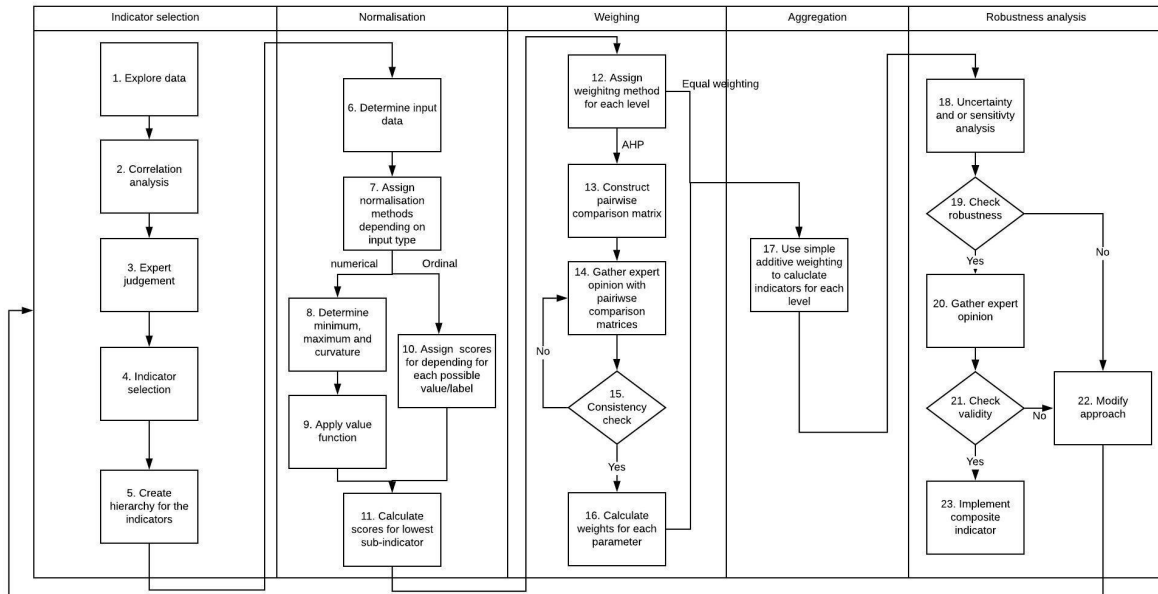 Indicator selection
Normalisation
Weighing
Aggregation
Robustness analysis
1. Explore data
2. Correlation
analysis
3. Expert
judgement
4. Indicator
selection
5. Create
hierarchy for the
indicators
6. Determine input
data
7. Assign
normalisation
methods
depending on
input type
numerical
Ordinal
8. Determine
minimum,
maximum and
curvature
9. Apply value
function
10. Assign scores
for depending for
each possible
value/label
11. Calculate
scores for lowest
sub-indicator
12. Assign
weighitng method
for each level
Equal weighting
AHP
13. Construct
pairwise
comparison matrix
14. Gather expert
opinion with
pairiwse
comparison
matrices
No
15.
Consistency
check
Yes
16. Calculate
weights for each
parameter
17. Use simple
additive weighting
to caluclate
indicators for each
level
18. Uncertainty
and or sensitivty
analysis
19. Check
robustness
No
Yes
20. Gather expert
opinion
21. Check
validity
No
22. Modify
approach
Yes
23. Implement
composite
indicator